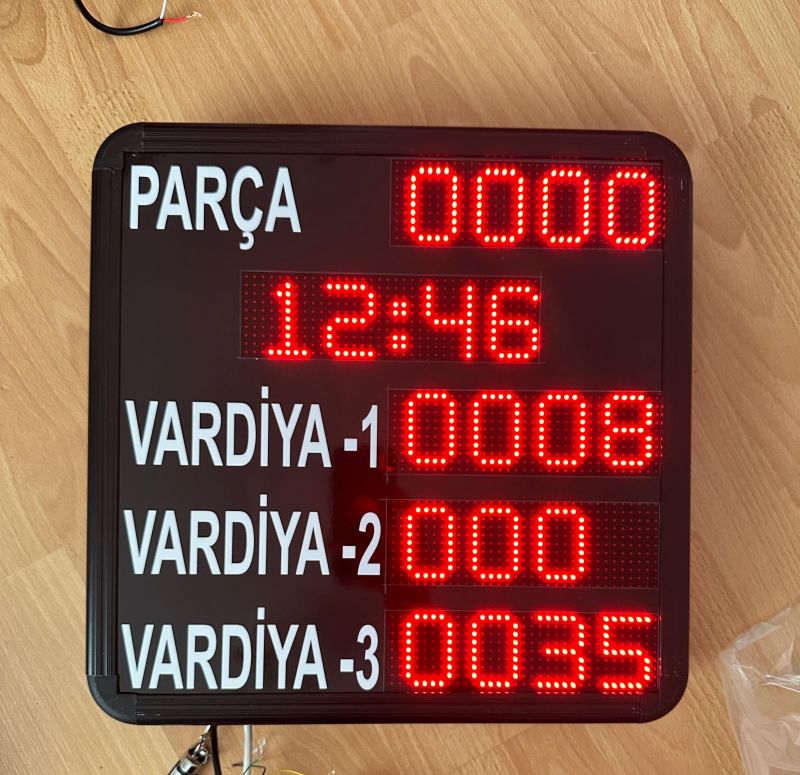 PARÇA 0000
12:46
VARDİYA -1 0008
VARDİYA -2 000
VARDİYA -3 0035